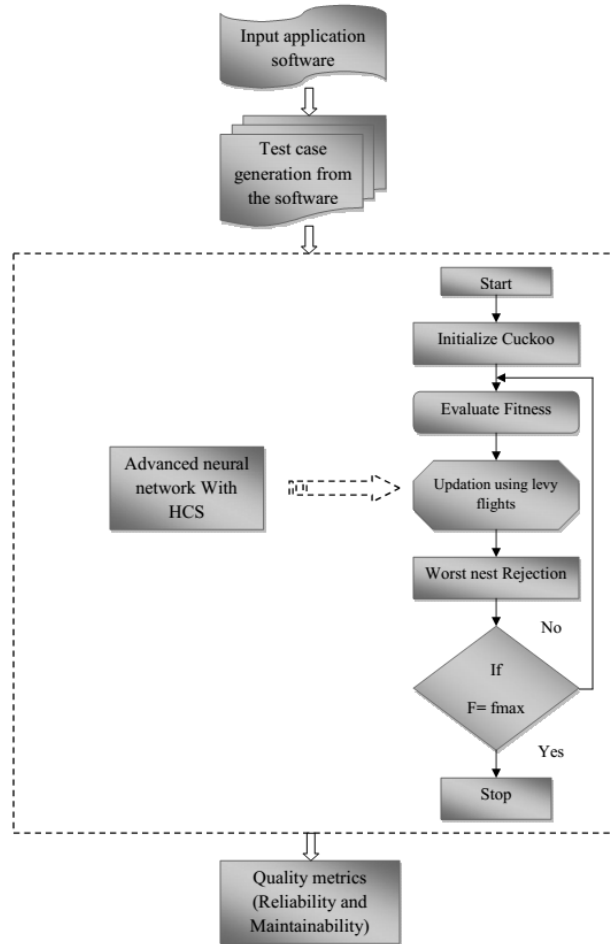 Input application
software
Test case
generation from
the software
Start
Initialize Cuckoo
Evaluate Fitness
Advanced neural
network With
HCS
Updation using levy
flights
Worst nest Rejection
No
If
F= fmax
Yes
Stop
Quality metrics
(Reliability and
Maintainability)